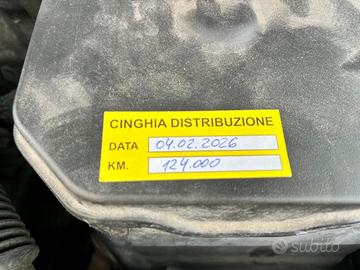 CINGHIA DISTRIBUZIONE
DATA 04.02.2026
KM. 124.000
subito